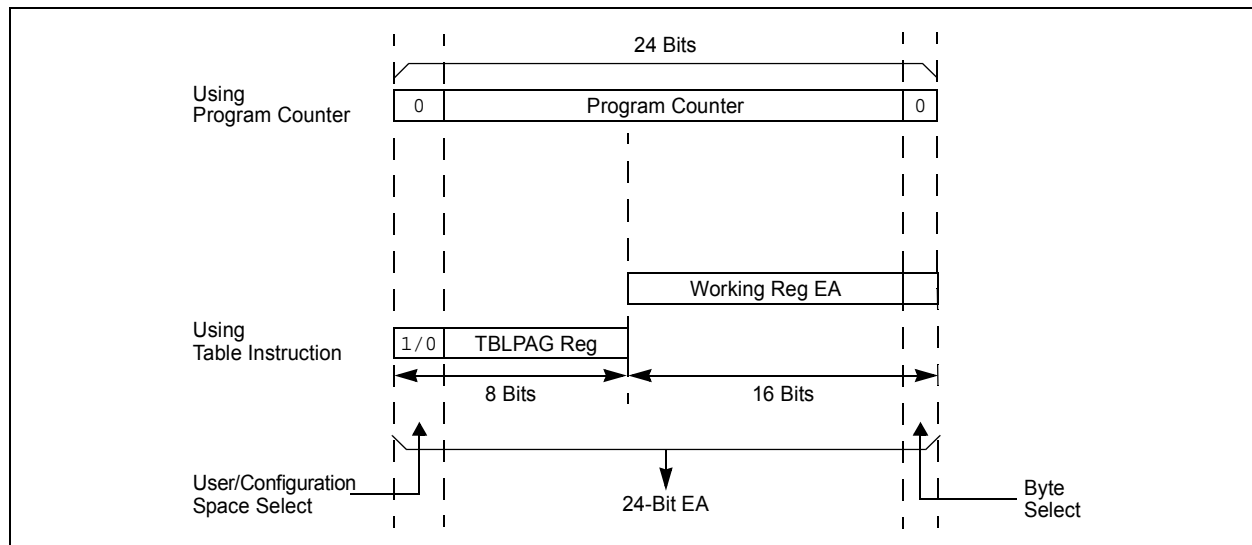 24 Bits
Using
Program Counter
0
Program Counter
0
Working Reg EA
Using
Table Instruction
1/0
TBLPAG Reg
8 Bits
16 Bits
User/Configuration
Space Select
24-Bit EA
Byte
Select